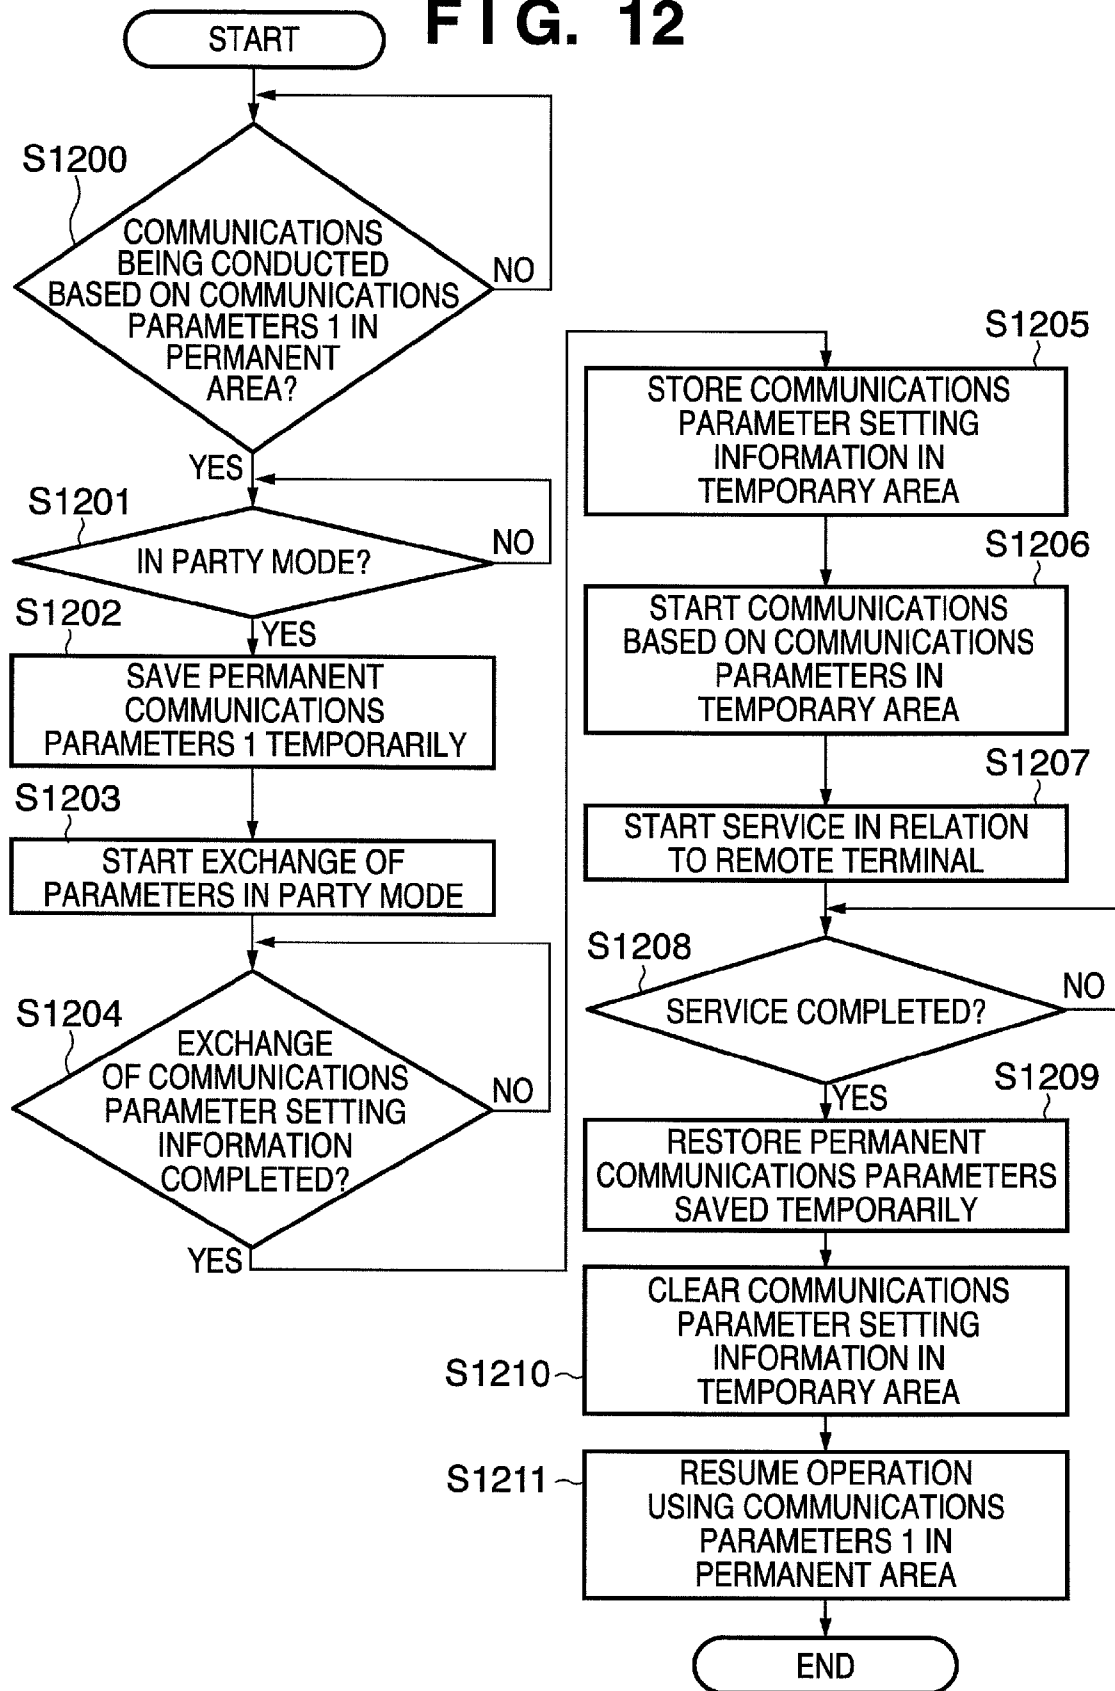 FIG. 12
START
S1200
COMMUNICATIONS
BEING CONDUCTED
BASED ON COMMUNICATIONS
PARAMETERS 1 IN
PERMANENT
AREA?
NO
YES
S1201
IN PARTY MODE?
NO
YES
S1202
SAVE PERMANENT
COMMUNICATIONS
PARAMETERS 1 TEMPORARILY
S1203
START EXCHANGE OF
PARAMETERS IN PARTY MODE
S1204
EXCHANGE
OF COMMUNICATIONS
PARAMETER SETTING
INFORMATION
COMPLETED?
NO
YES
S1205
STORE COMMUNICATIONS
PARAMETER SETTING
INFORMATION IN
TEMPORARY AREA
S1206
START COMMUNICATIONS
BASED ON COMMUNICATIONS
PARAMETERS IN
TEMPORARY AREA
S1207
START SERVICE IN RELATION
TO REMOTE TERMINAL
S1208
SERVICE COMPLETED?
NO
YES
S1209
RESTORE PERMANENT
COMMUNICATIONS PARAMETERS
SAVED TEMPORARILY
S1210
CLEAR COMMUNICATIONS
PARAMETER SETTING
INFORMATION IN
TEMPORARY AREA
S1211
RESUME OPERATION
USING COMMUNICATIONS
PARAMETERS 1 IN
PERMANENT AREA
END